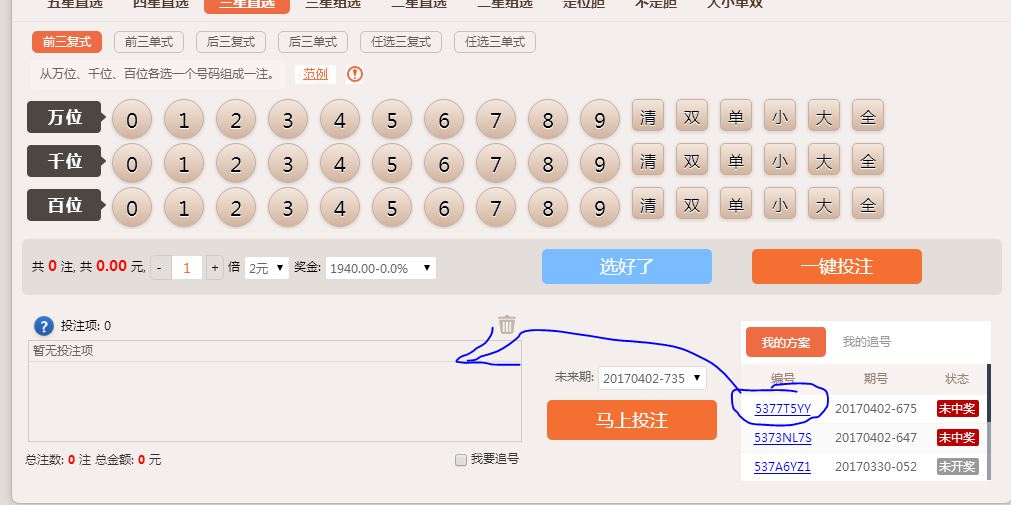 五星直选 四星直选 三星直选 三星组选 二星直选 二星组选 定位胆 不定胆 大小单双
前三复式 前三单式 后三复式 后三单式 任选三复式 任选三单式
从万位、千位、百位各选一个号码组成一注。 范例
万位 0 1 2 3 4 5 6 7 8 9 清 双 单 小 大 全
千位 0 1 2 3 4 5 6 7 8 9 清 双 单 小 大 全
百位 0 1 2 3 4 5 6 7 8 9 清 双 单 小 大 全
共 0 注, 共 0.00 元, - 1 + 倍 2元 奖金: 1940.00-0.0% 选好了 一键投注
? 投注项: 0
暂无投注项
未来期: 20170402-735
马上投注
总注数: 0 注 总金额: 0 元 我要追号
我的方案 我的追号
编号 期号 状态
5377T5YY 20170402-675 未中奖
5373NL7S 20170402-647 未中奖
537A6YZ1 20170330-052 未开奖